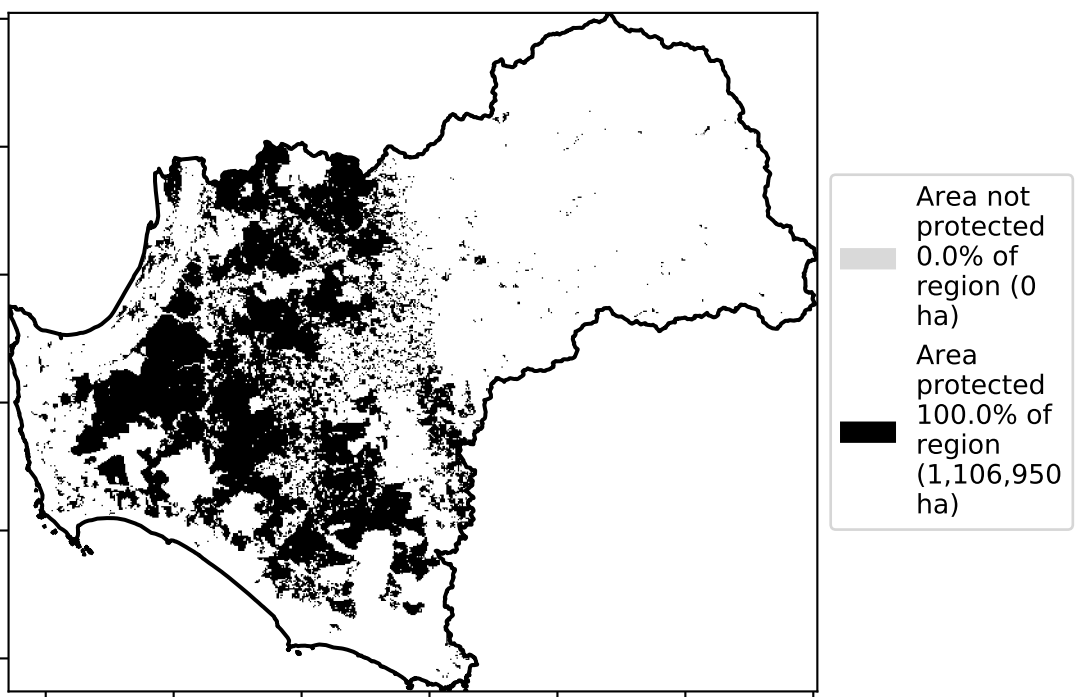 Area not
protected
0.0% of
region (0
ha)
Area
protected
100.0% of
region
(1,106,950
ha)